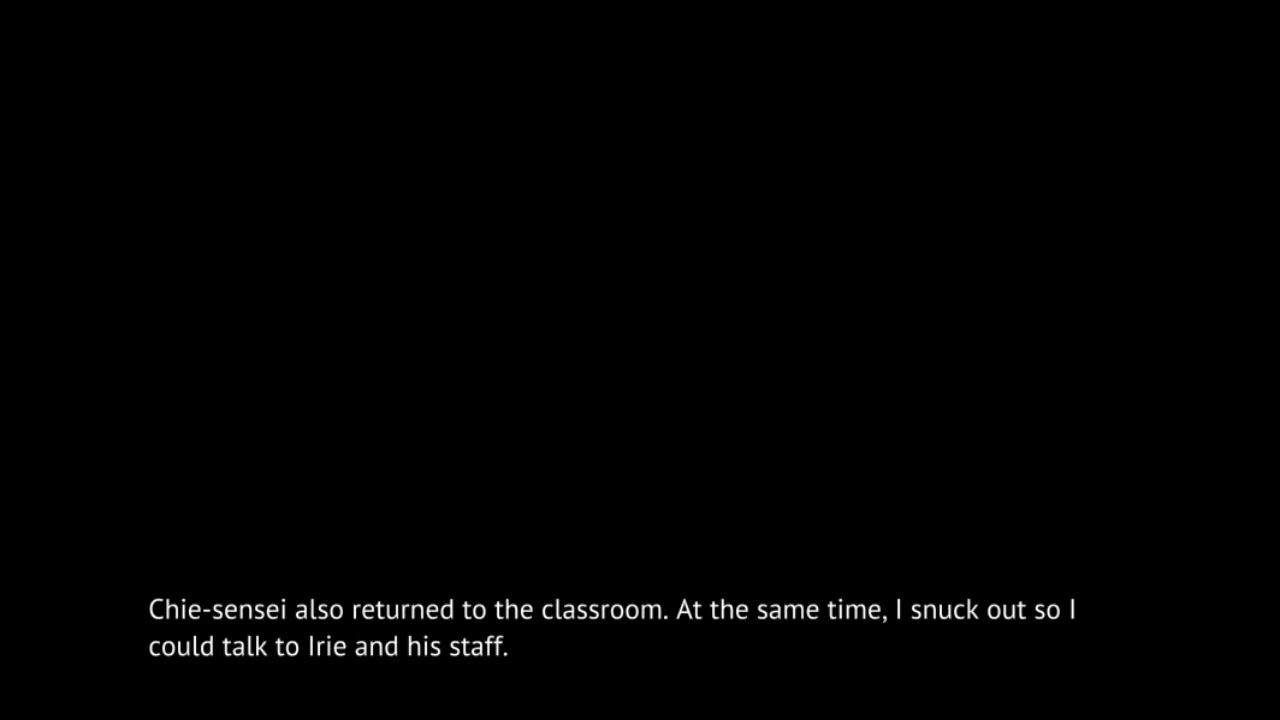 Chie-sensei also returned to the classroom. At the same time, I snuck out so I
could talk to Irie and his staff.